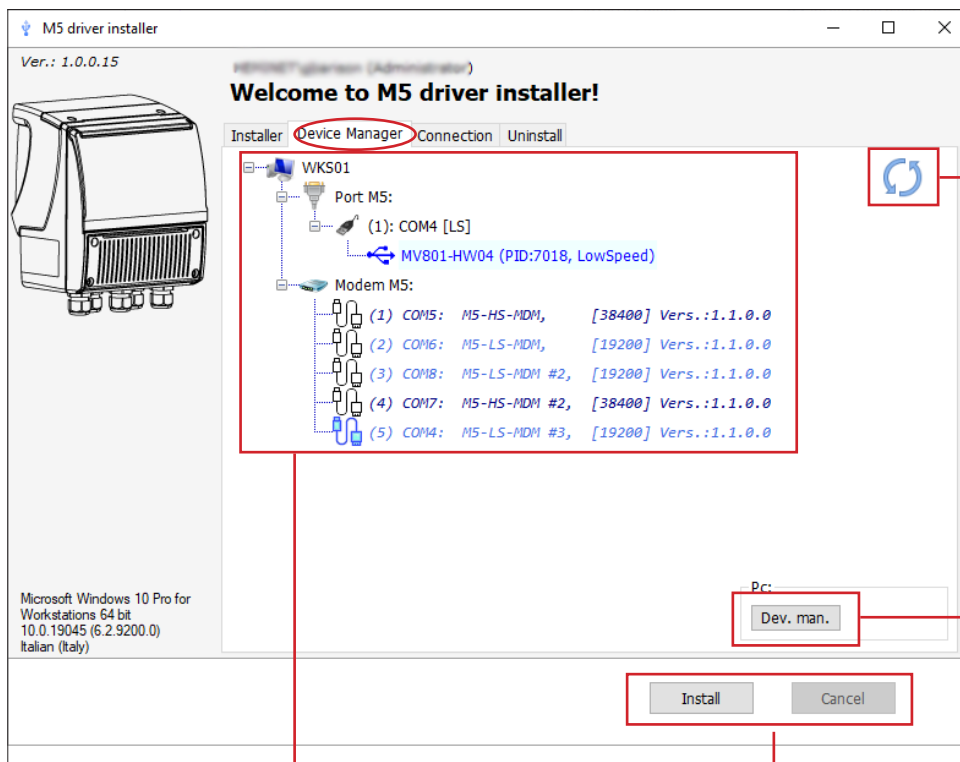 M5 driver installer
Ver.: 1.0.0.15
(Administrator)
Welcome to M5 driver installer!
Installer Device Manager Connection Uninstall
WKS01
Port M5:
(1): COM4 [LS]
MV801-HW04 (PID:7018, LowSpeed)
Modem M5:
(1) COM5: M5-HS-MDM, [38400] Vers.:1.1.0.0
(2) COM6: M5-LS-MDM, [19200] Vers.:1.1.0.0
(3) COM8: M5-LS-MDM #2, [19200] Vers.:1.1.0.0
(4) COM7: M5-HS-MDM #2, [38400] Vers.:1.1.0.0
(5) COM4: M5-LS-MDM #3, [19200] Vers.:1.1.0.0
Pc:
Dev. man.
Microsoft Windows 10 Pro for
Workstations 64 bit
10.0.19045 (6.2.9200.0)
Italian (Italy)
Install Cancel